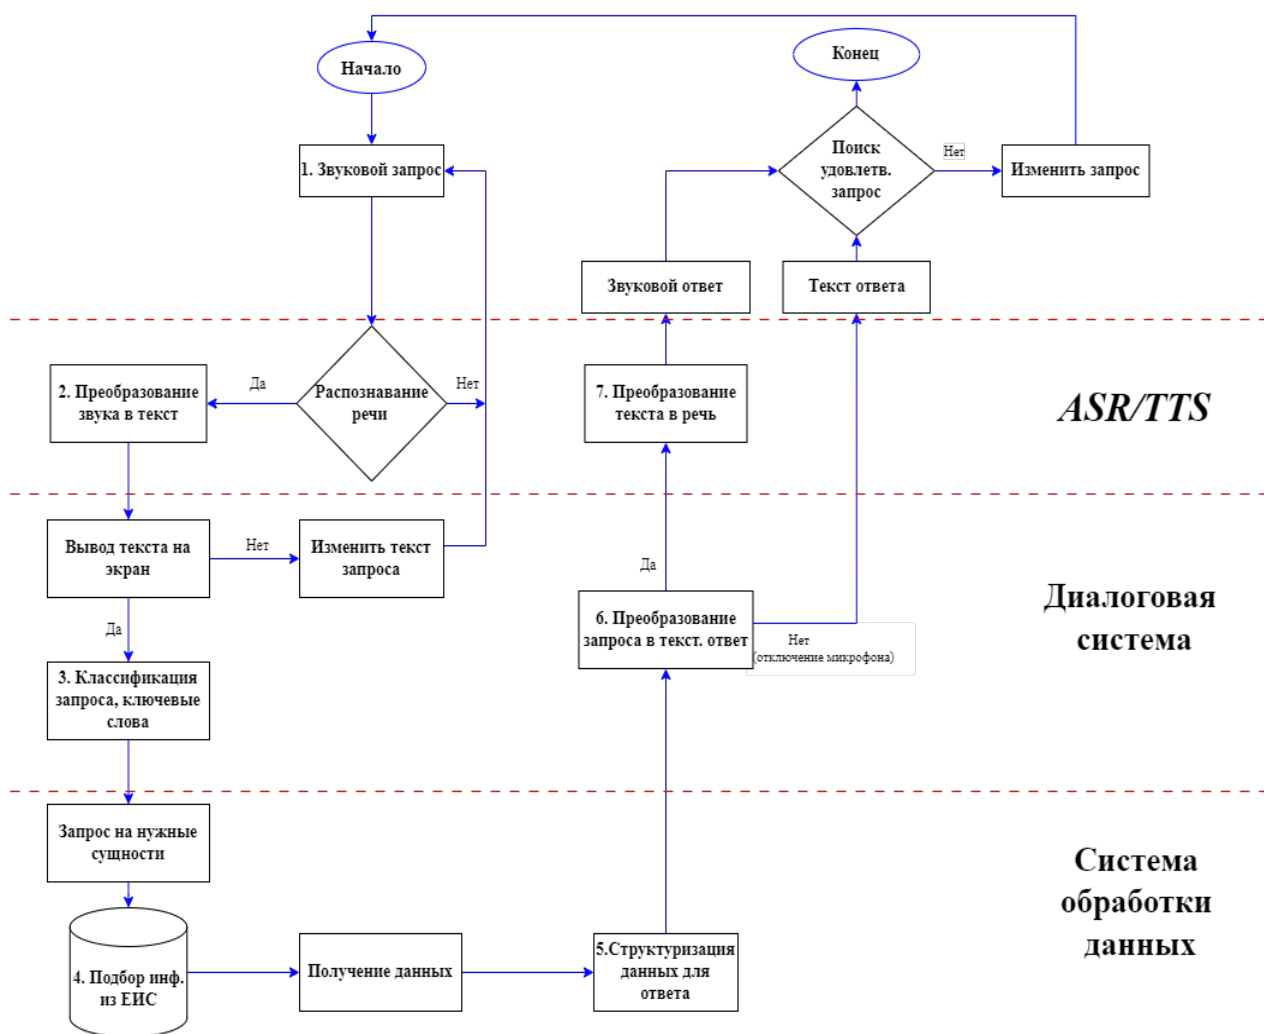 Начало
Конец
1. Звуковой запрос
Поиск
удовлетв.
запрос
Нет
Изменить запрос
Звуковой ответ
Текст ответа
2. Преобразование
звука в текст
Да
Распознавание
речи
Нет
7. Преобразование
текста в речь
ASR/TTS
Вывод текста на
экран
Нет
Изменить текст
запроса
Да
6. Преобразование
запроса в текст. ответ
Нет
(отключение микрофона)
Диалоговая
система
Да
3. Классификация
запроса, ключевые
слова
Запрос на нужные
сущности
4. Подбор инф.
из ЕИС
Получение данных
5.Структуризация
данных для
ответа
Система
обработки
данных